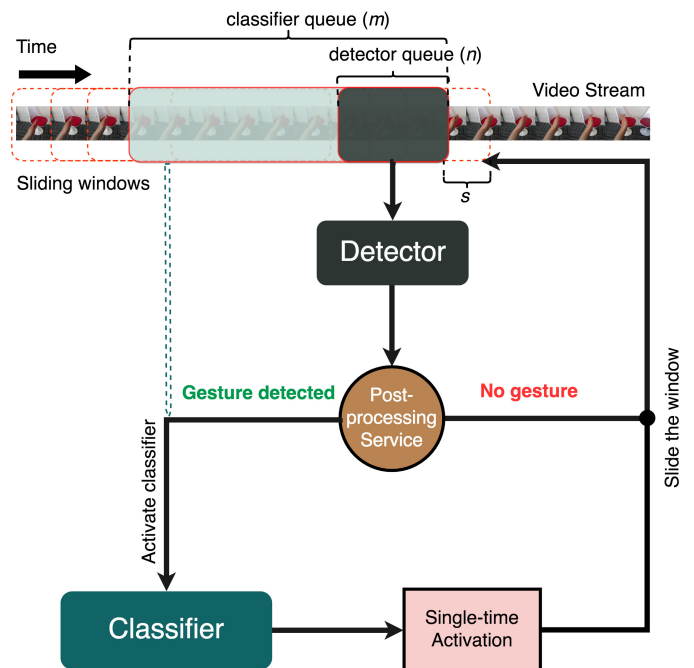 classifier queue (m)
Time
detector queue (n)
Video Stream
Sliding windows
s
Detector
Gesture detected
Post-
processing
Service
No gesture
Activate classifier
Slide the window
Classifier
Single-time
Activation